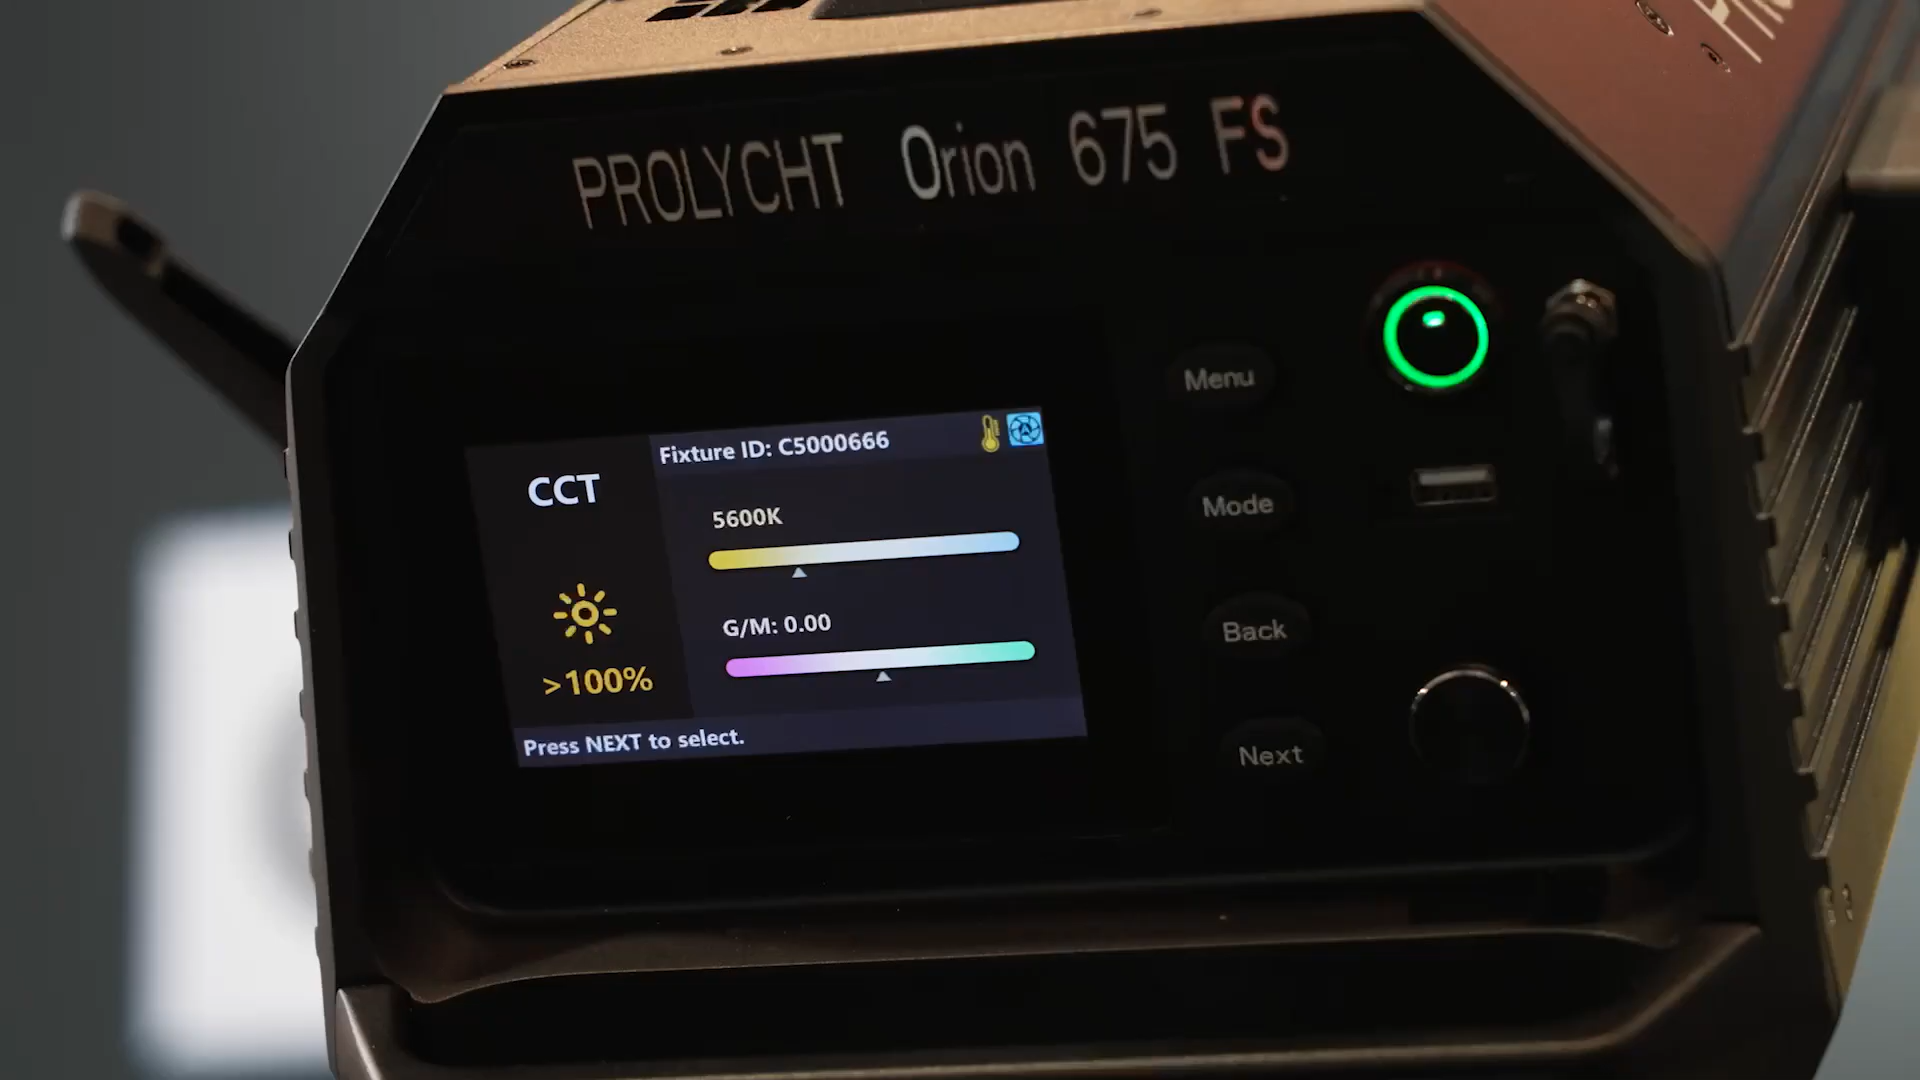 PROLYCHT Orion 675 FS
Fixture ID: C5000666
CCT
5600K
G/M: 0.00
>100%
Press NEXT to select.
Menu
Mode
Back
Next